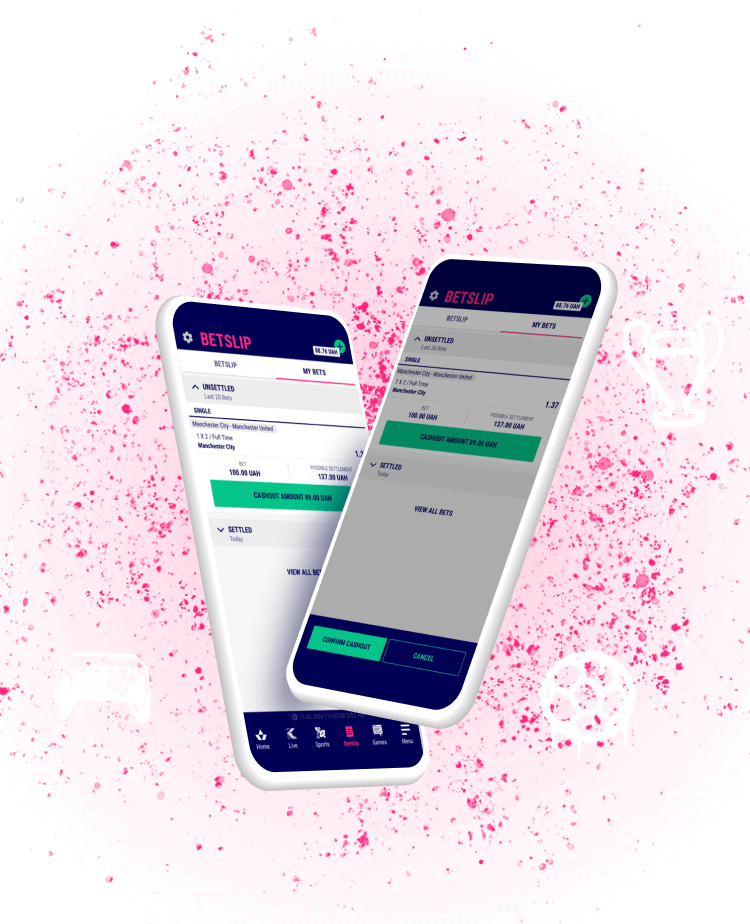 BETSLIP
88.76 UAH
BETSLIP MY BETS
UNSETTLED
Last 20 Bets
SINGLE
Manchester City - Manchester United
1 X 2 / Full Time
Manchester City
1.3
BET POSSIBLE SETTLEMENT
100.00 UAH 137.00 UAH
CASHOUT AMOUNT 89.00 UAH
SETTLED
Today
VIEW ALL BE
Home Live Sports Betslip Games Menu
BETSLIP
88.76 UAH
BETSLIP MY BETS
UNSETTLED
Last 20 Bets
SINGLE
Manchester City - Manchester United
1 X 2 / Full Time
Manchester City
1.37
BET POSSIBLE SETTLEMENT
100.00 UAH 137.00 UAH
CASHOUT AMOUNT 89.00 UAH
SETTLED
Today
VIEW ALL BETS
CONFIRM CASHOUT CANCEL